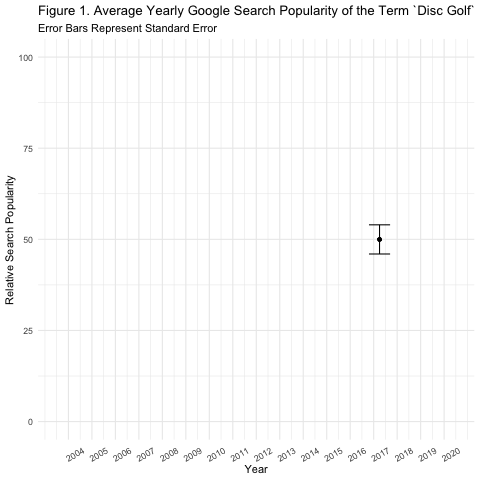 Figure 1. Average Yearly Google Search Popularity of the Term `Disc Golf`
Error Bars Represent Standard Error
100
75
50
25
0
Relative Search Popularity
2004 2005 2006 2007 2008 2009 2010 2011 2012 2013 2014 2015 2016 2017 2018 2019 2020
Year